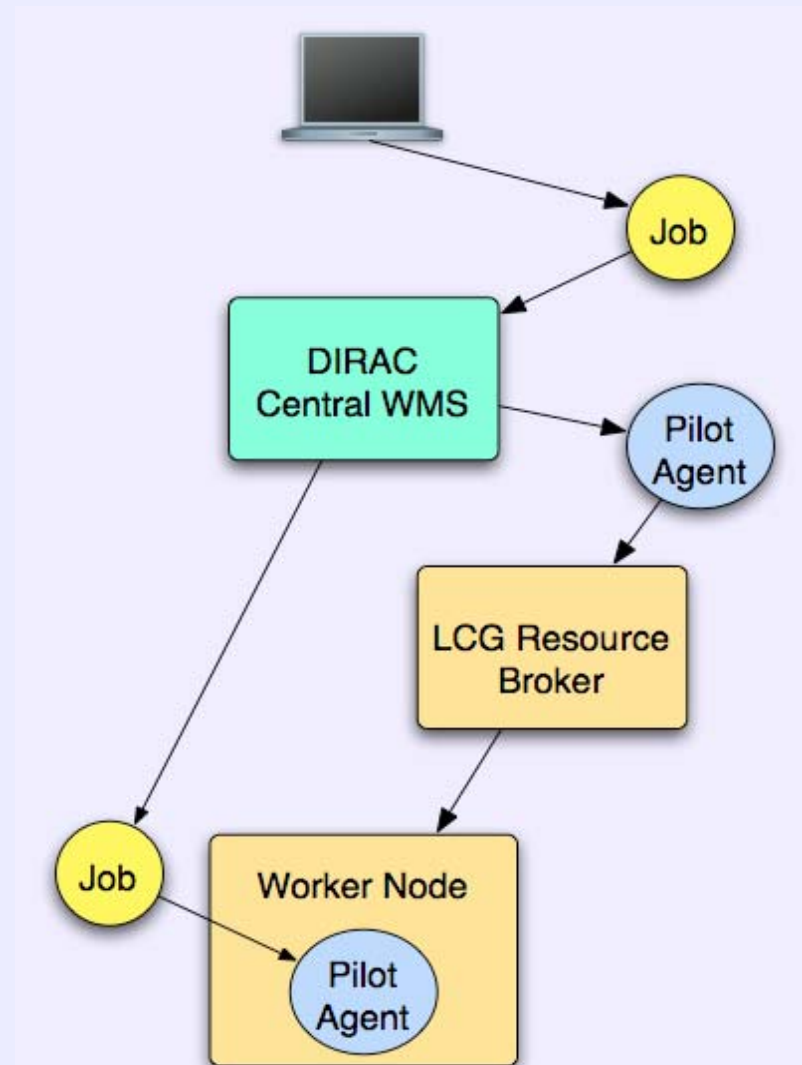 Job
DIRAC
Central WMS
Pilot
Agent
LCG Resource
Broker
Job
Worker Node
Pilot
Agent